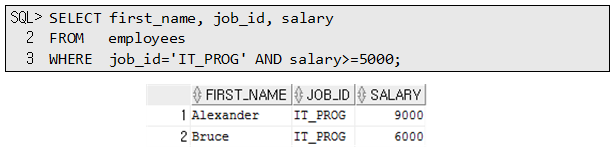 SQL> SELECT first_name, job_id, salary
2 FROM employees
3 WHERE job_id='IT_PROG' AND salary>=5000;
FIRST_NAME JOB_ID SALARY
1 Alexander IT_PROG 9000
2 Bruce IT_PROG 6000